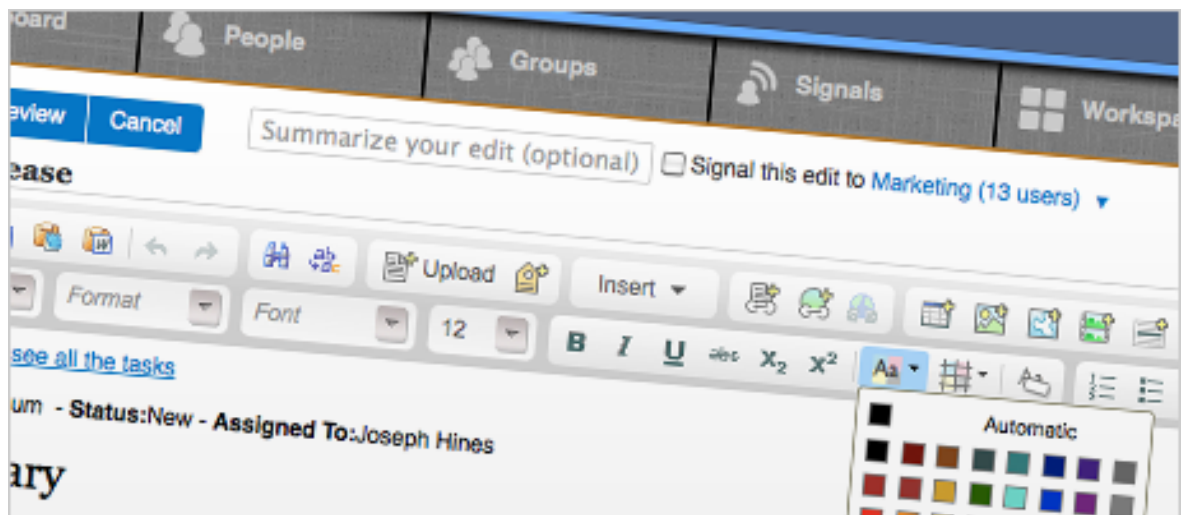 oard People Groups Signals Workspa
eview Cancel Summarize your edit (optional) Signal this edit to Marketing (13 users)
ease
Upload Insert
Format Font 12 B I U abc X₂ X² Aa
see all the tasks
Automatic
um - Status:New - Assigned To:Joseph Hines
ary